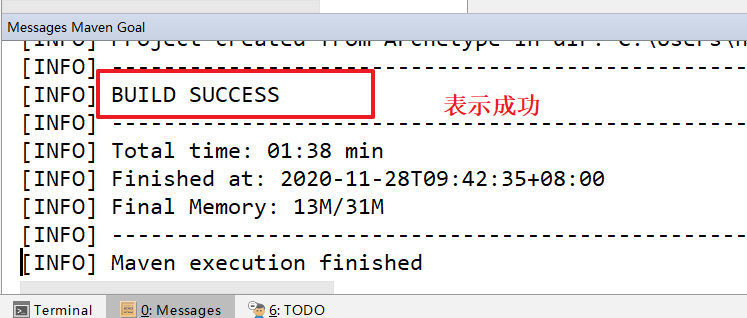 Messages Maven Goal
[INFO] Project created from Archetype in dir: C:\Users\
[INFO] ------------------------------------------------
[INFO] BUILD SUCCESS
表示成功
[INFO] ------------------------------------------------
[INFO] Total time: 01:38 min
[INFO] Finished at: 2020-11-28T09:42:35+08:00
[INFO] Final Memory: 13M/31M
[INFO] ------------------------------------------------
[INFO] Maven execution finished
Terminal 0: Messages 6: TODO